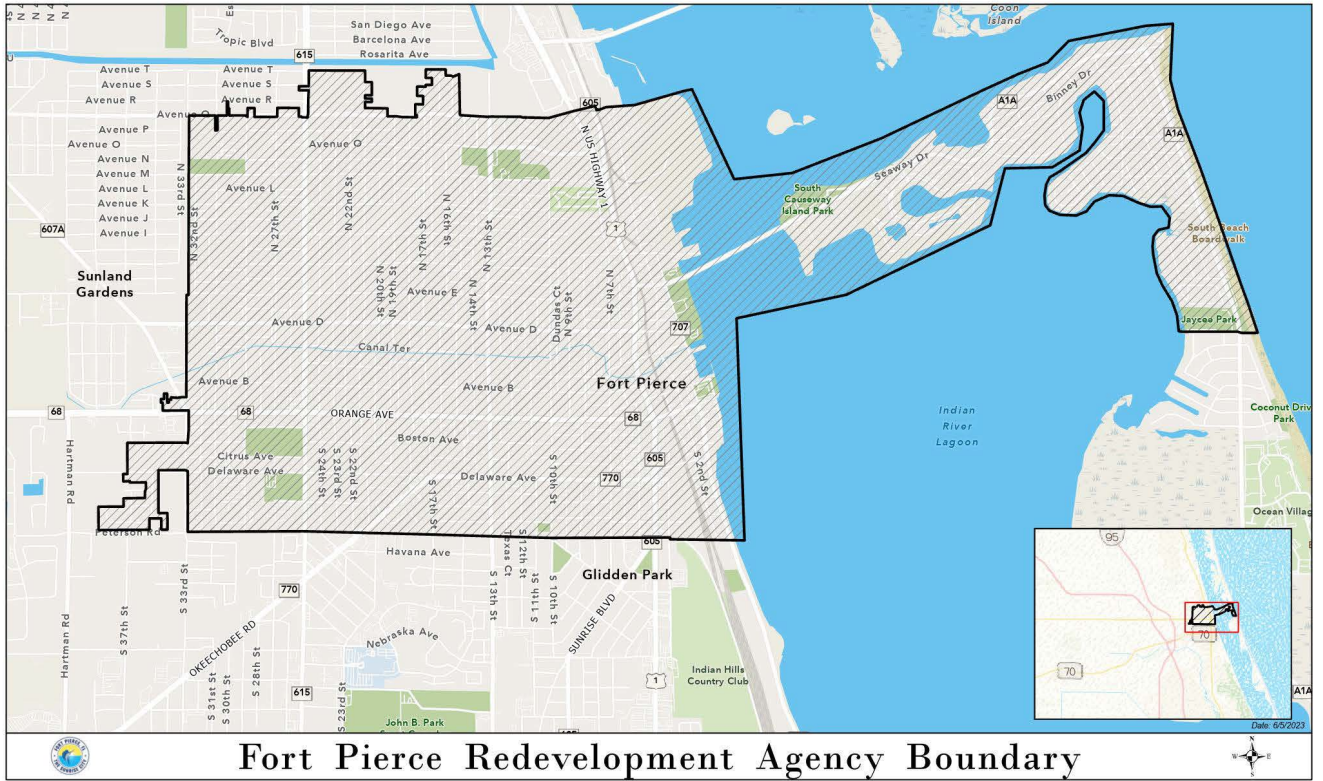 Coon
Island
San Diego Ave
Barcelona Ave
Rosarita Ave
Tropic Blvd
615
Avenue T
Avenue S
Avenue R
Avenue T
Avenue S
Avenue R
Avenue Q
Avenue P
Avenue O
Avenue N
Avenue M
Avenue L
Avenue K
Avenue J
Avenue I
607A
Sunland
Gardens
N 33rd St
N 32nd St
Avenue O
Avenue L
N 27th St
N 22nd St
N 20th St
N 19th St
N 17th St
N 16th St
N 14th St
N 13th St
Avenue E
Avenue D
Avenue D
Dundas Ct
N 9th St
N 7th St
605
N US HIGHWAY 1
1
707
Canal Ter
Avenue B
Avenue B
Fort Pierce
68
68
ORANGE AVE
68
Boston Ave
Citrus Ave
Delaware Ave
Delaware Ave
S 24th St
S 23rd St
S 22nd St
S 17th St
S 10th St
605
770
S 2nd St
Hartman Rd
Peterson Rd
Havana Ave
605
Glidden Park
Texas Ct
S 12th St
S 13th St
S 11th St
S 10th St
SUNRISE BLVD
S 33rd St
S 37th St
Hartman Rd
770
OKEECHOBEE RD
Nebraska Ave
S 31st St
S 30th St
S 28th St
615
S 23rd St
John B. Park
1
Indian Hills
Country Club
South
Causeway
Island Park
Seaway Dr
A1A
Binney Dr
A1A
South Beach
Boardwalk
Jaycee Park
Indian
River
Lagoon
Coconut Driv
Park
Ocean Villag
A1A
95
70
70
Date: 6/5/2023
FORT PIERCE, FL
THE SUNRISE CITY
Fort Pierce Redevelopment Agency Boundary
N
W E
S